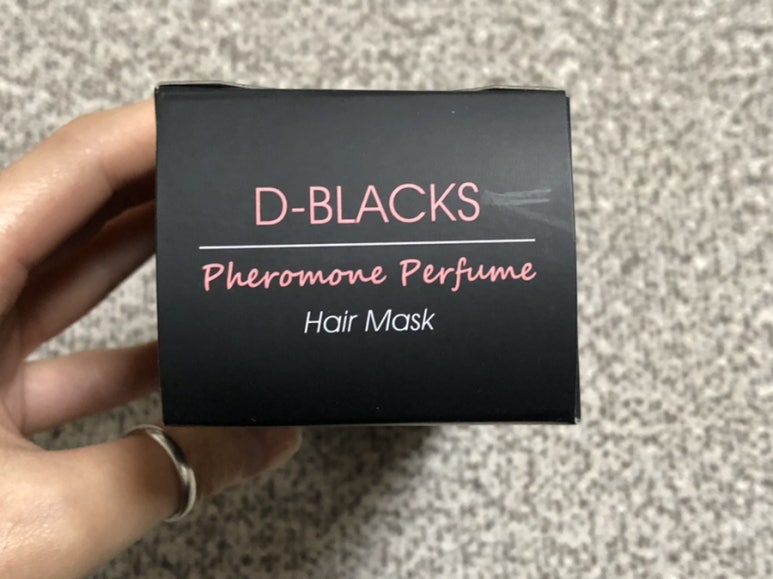 D-BLACKS
Pheromone Perfume
Hair Mask